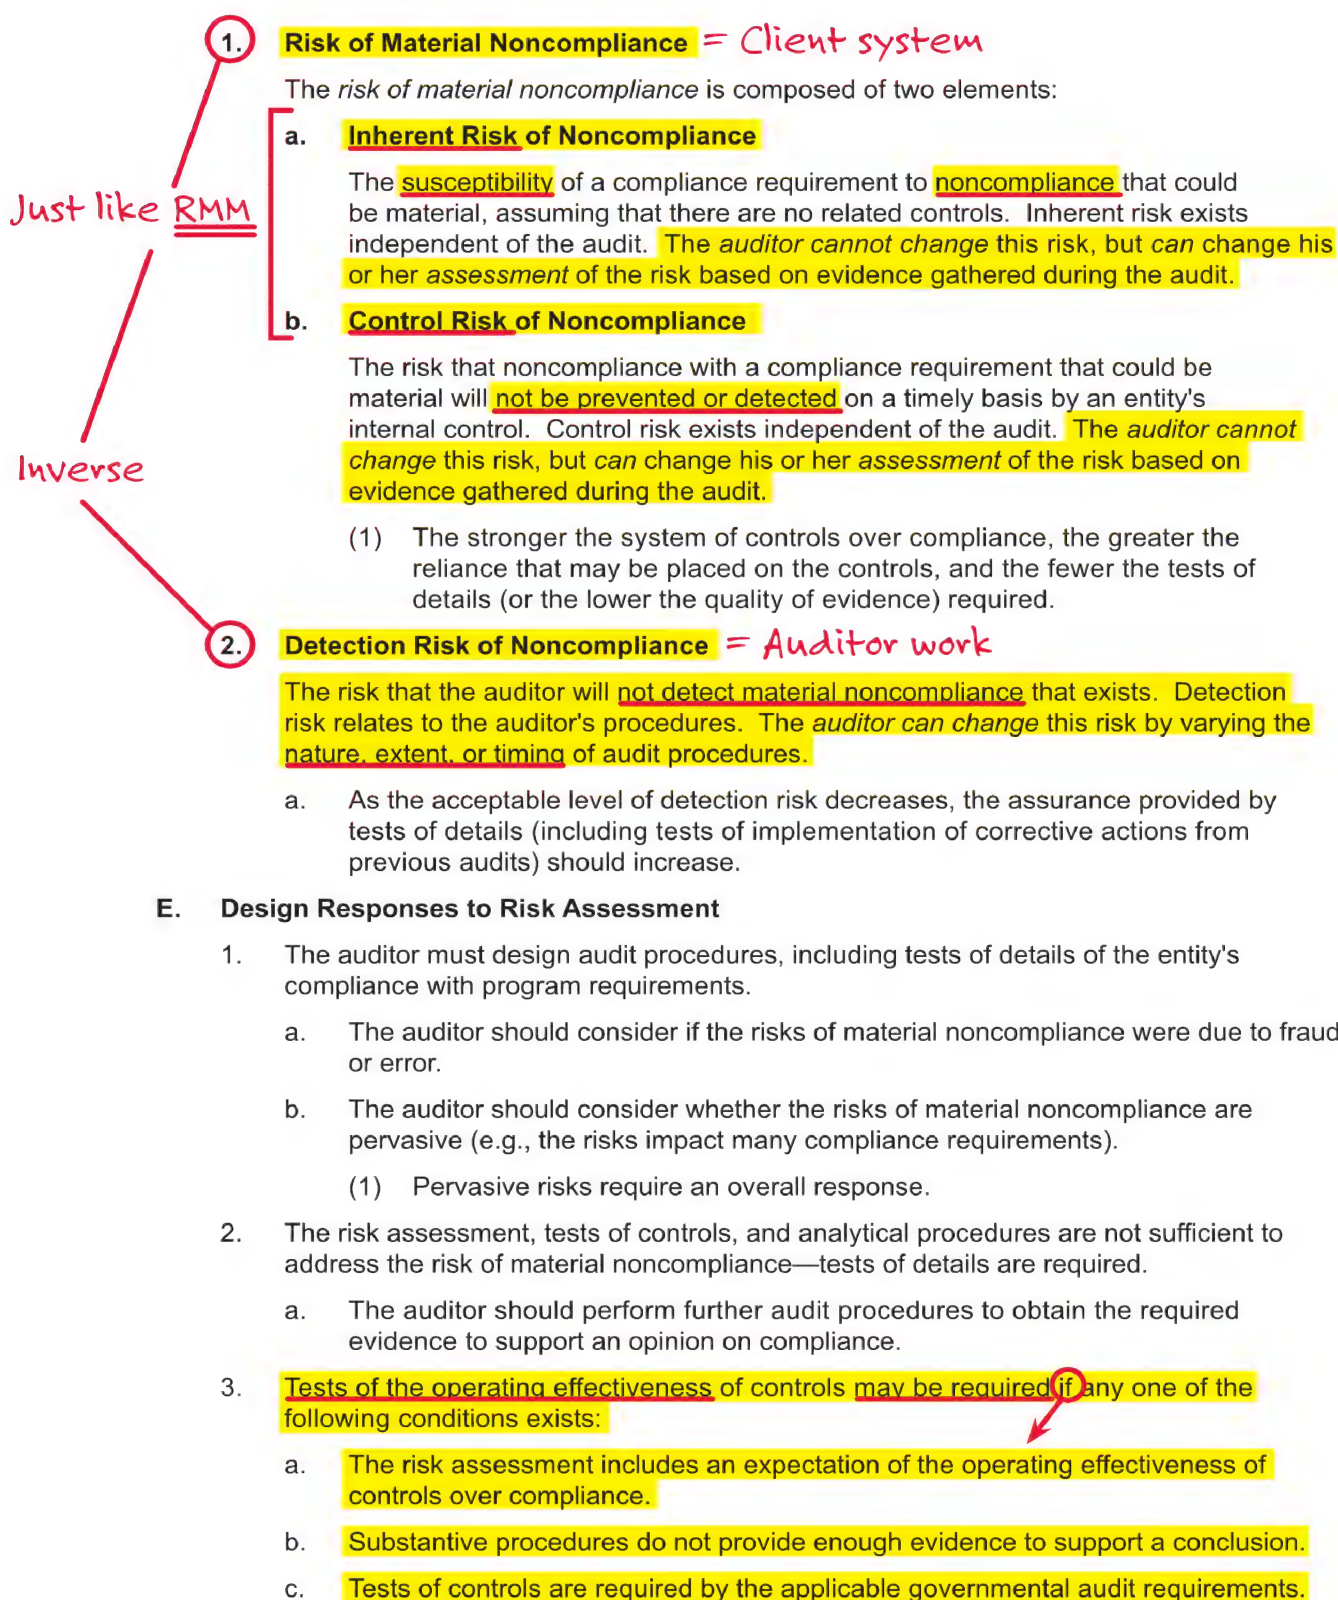 1. Risk of Material Noncompliance = Client system
The risk of material noncompliance is composed of two elements:
a. Inherent Risk of Noncompliance
The susceptibility of a compliance requirement to noncompliance that could
Just like RMM
be material, assuming that there are no related controls. Inherent risk exists
independent of the audit. The auditor cannot change this risk, but can change his
or her assessment of the risk based on evidence gathered during the audit.
b. Control Risk of Noncompliance
The risk that noncompliance with a compliance requirement that could be
material will not be prevented or detected on a timely basis by an entity's
internal control. Control risk exists independent of the audit. The auditor cannot
change this risk, but can change his or her assessment of the risk based on
Inverse
evidence gathered during the audit.
(1) The stronger the system of controls over compliance, the greater the
reliance that may be placed on the controls, and the fewer the tests of
details (or the lower the quality of evidence) required.
2. Detection Risk of Noncompliance = Auditor work
The risk that the auditor will not detect material noncompliance that exists. Detection
risk relates to the auditor's procedures. The auditor can change this risk by varying the
nature, extent, or timing of audit procedures.
a. As the acceptable level of detection risk decreases, the assurance provided by
tests of details (including tests of implementation of corrective actions from
previous audits) should increase.
E. Design Responses to Risk Assessment
1. The auditor must design audit procedures, including tests of details of the entity's
compliance with program requirements.
a. The auditor should consider if the risks of material noncompliance were due to fraud
or error.
b. The auditor should consider whether the risks of material noncompliance are
pervasive (e.g., the risks impact many compliance requirements).
(1) Pervasive risks require an overall response.
2. The risk assessment, tests of controls, and analytical procedures are not sufficient to
address the risk of material noncompliance—tests of details are required.
a. The auditor should perform further audit procedures to obtain the required
evidence to support an opinion on compliance.
3. Tests of the operating effectiveness of controls may be required if any one of the
following conditions exists:
a. The risk assessment includes an expectation of the operating effectiveness of
controls over compliance.
b. Substantive procedures do not provide enough evidence to support a conclusion.
c. Tests of controls are required by the applicable governmental audit requirements.